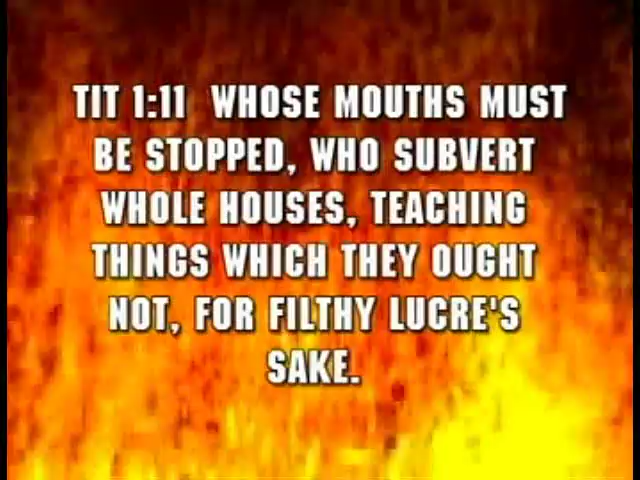 TIT 1:11 WHOSE MOUTHS MUST
BE STOPPED, WHO SUBVERT
WHOLE HOUSES, TEACHING
THINGS WHICH THEY OUGHT
NOT, FOR FILTHY LUCRE'S
SAKE.